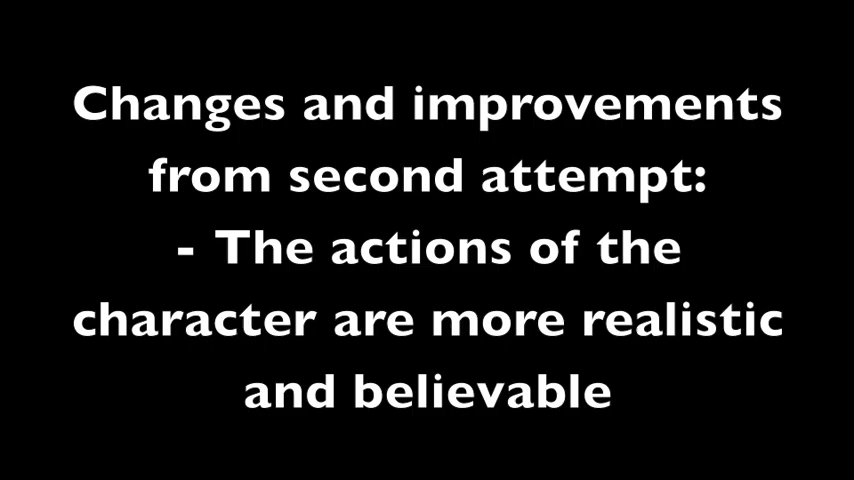 Changes and improvements
from second attempt:
- The actions of the
character are more realistic
and believable